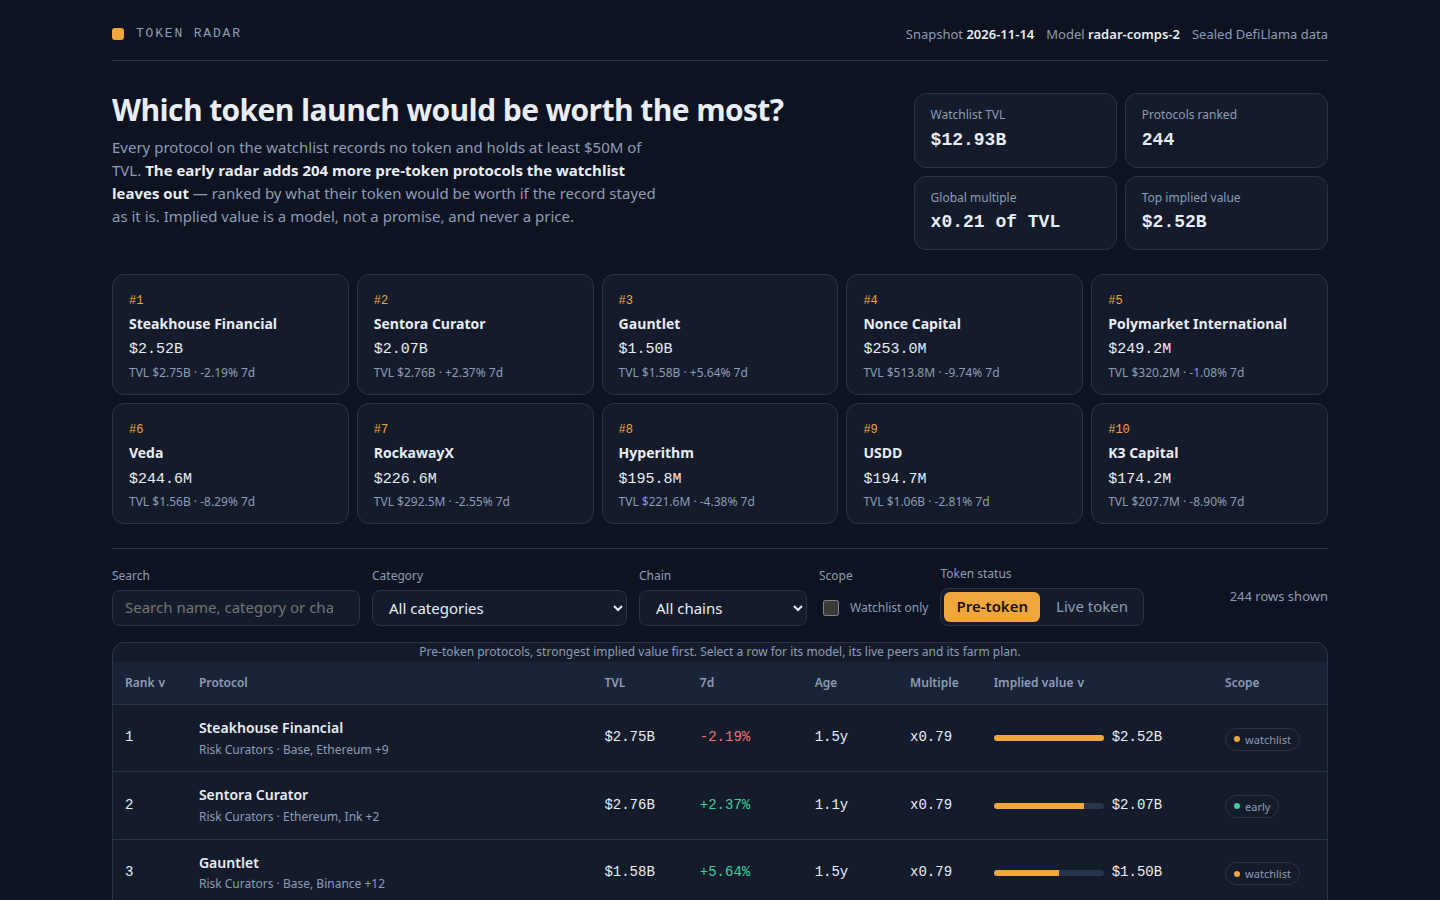 TOKEN RADAR
Snapshot 2026-11-14 Model radar-comps-2 Sealed DefiLlama data
Which token launch would be worth the most?
Every protocol on the watchlist records no token and holds at least $50M of
TVL. The early radar adds 204 more pre-token protocols the watchlist
leaves out — ranked by what their token would be worth if the record stayed
as it is. Implied value is a model, not a promise, and never a price.
Watchlist TVL
$12.93B
Protocols ranked
244
Global multiple
x0.21 of TVL
Top implied value
$2.52B
#1
Steakhouse Financial
$2.52B
TVL $2.75B · -2.19% 7d
#2
Sentora Curator
$2.07B
TVL $2.76B · +2.37% 7d
#3
Gauntlet
$1.50B
TVL $1.58B · +5.64% 7d
#4
Nonce Capital
$253.0M
TVL $513.8M · -9.74% 7d
#5
Polymarket International
$249.2M
TVL $320.2M · -1.08% 7d
#6
Veda
$244.6M
TVL $1.56B · -8.29% 7d
#7
RockawayX
$226.6M
TVL $292.5M · -2.55% 7d
#8
Hyperithm
$195.8M
TVL $221.6M · -4.38% 7d
#9
USDD
$194.7M
TVL $1.06B · -2.81% 7d
#10
K3 Capital
$174.2M
TVL $207.7M · -8.90% 7d
Search
Search name, category or cha
Category
All categories
Chain
All chains
Scope
Watchlist only
Token status
Pre-token Live token
244 rows shown
Pre-token protocols, strongest implied value first. Select a row for its model, its live peers and its farm plan.
Rank v Protocol TVL 7d Age Multiple Implied value v Scope
1 Steakhouse Financial $2.75B -2.19% 1.5y x0.79 $2.52B watchlist
Risk Curators · Base, Ethereum +9
2 Sentora Curator $2.76B +2.37% 1.1y x0.79 $2.07B early
Risk Curators · Ethereum, Ink +2
3 Gauntlet $1.58B +5.64% 1.5y x0.79 $1.50B watchlist
Risk Curators · Base, Binance +12